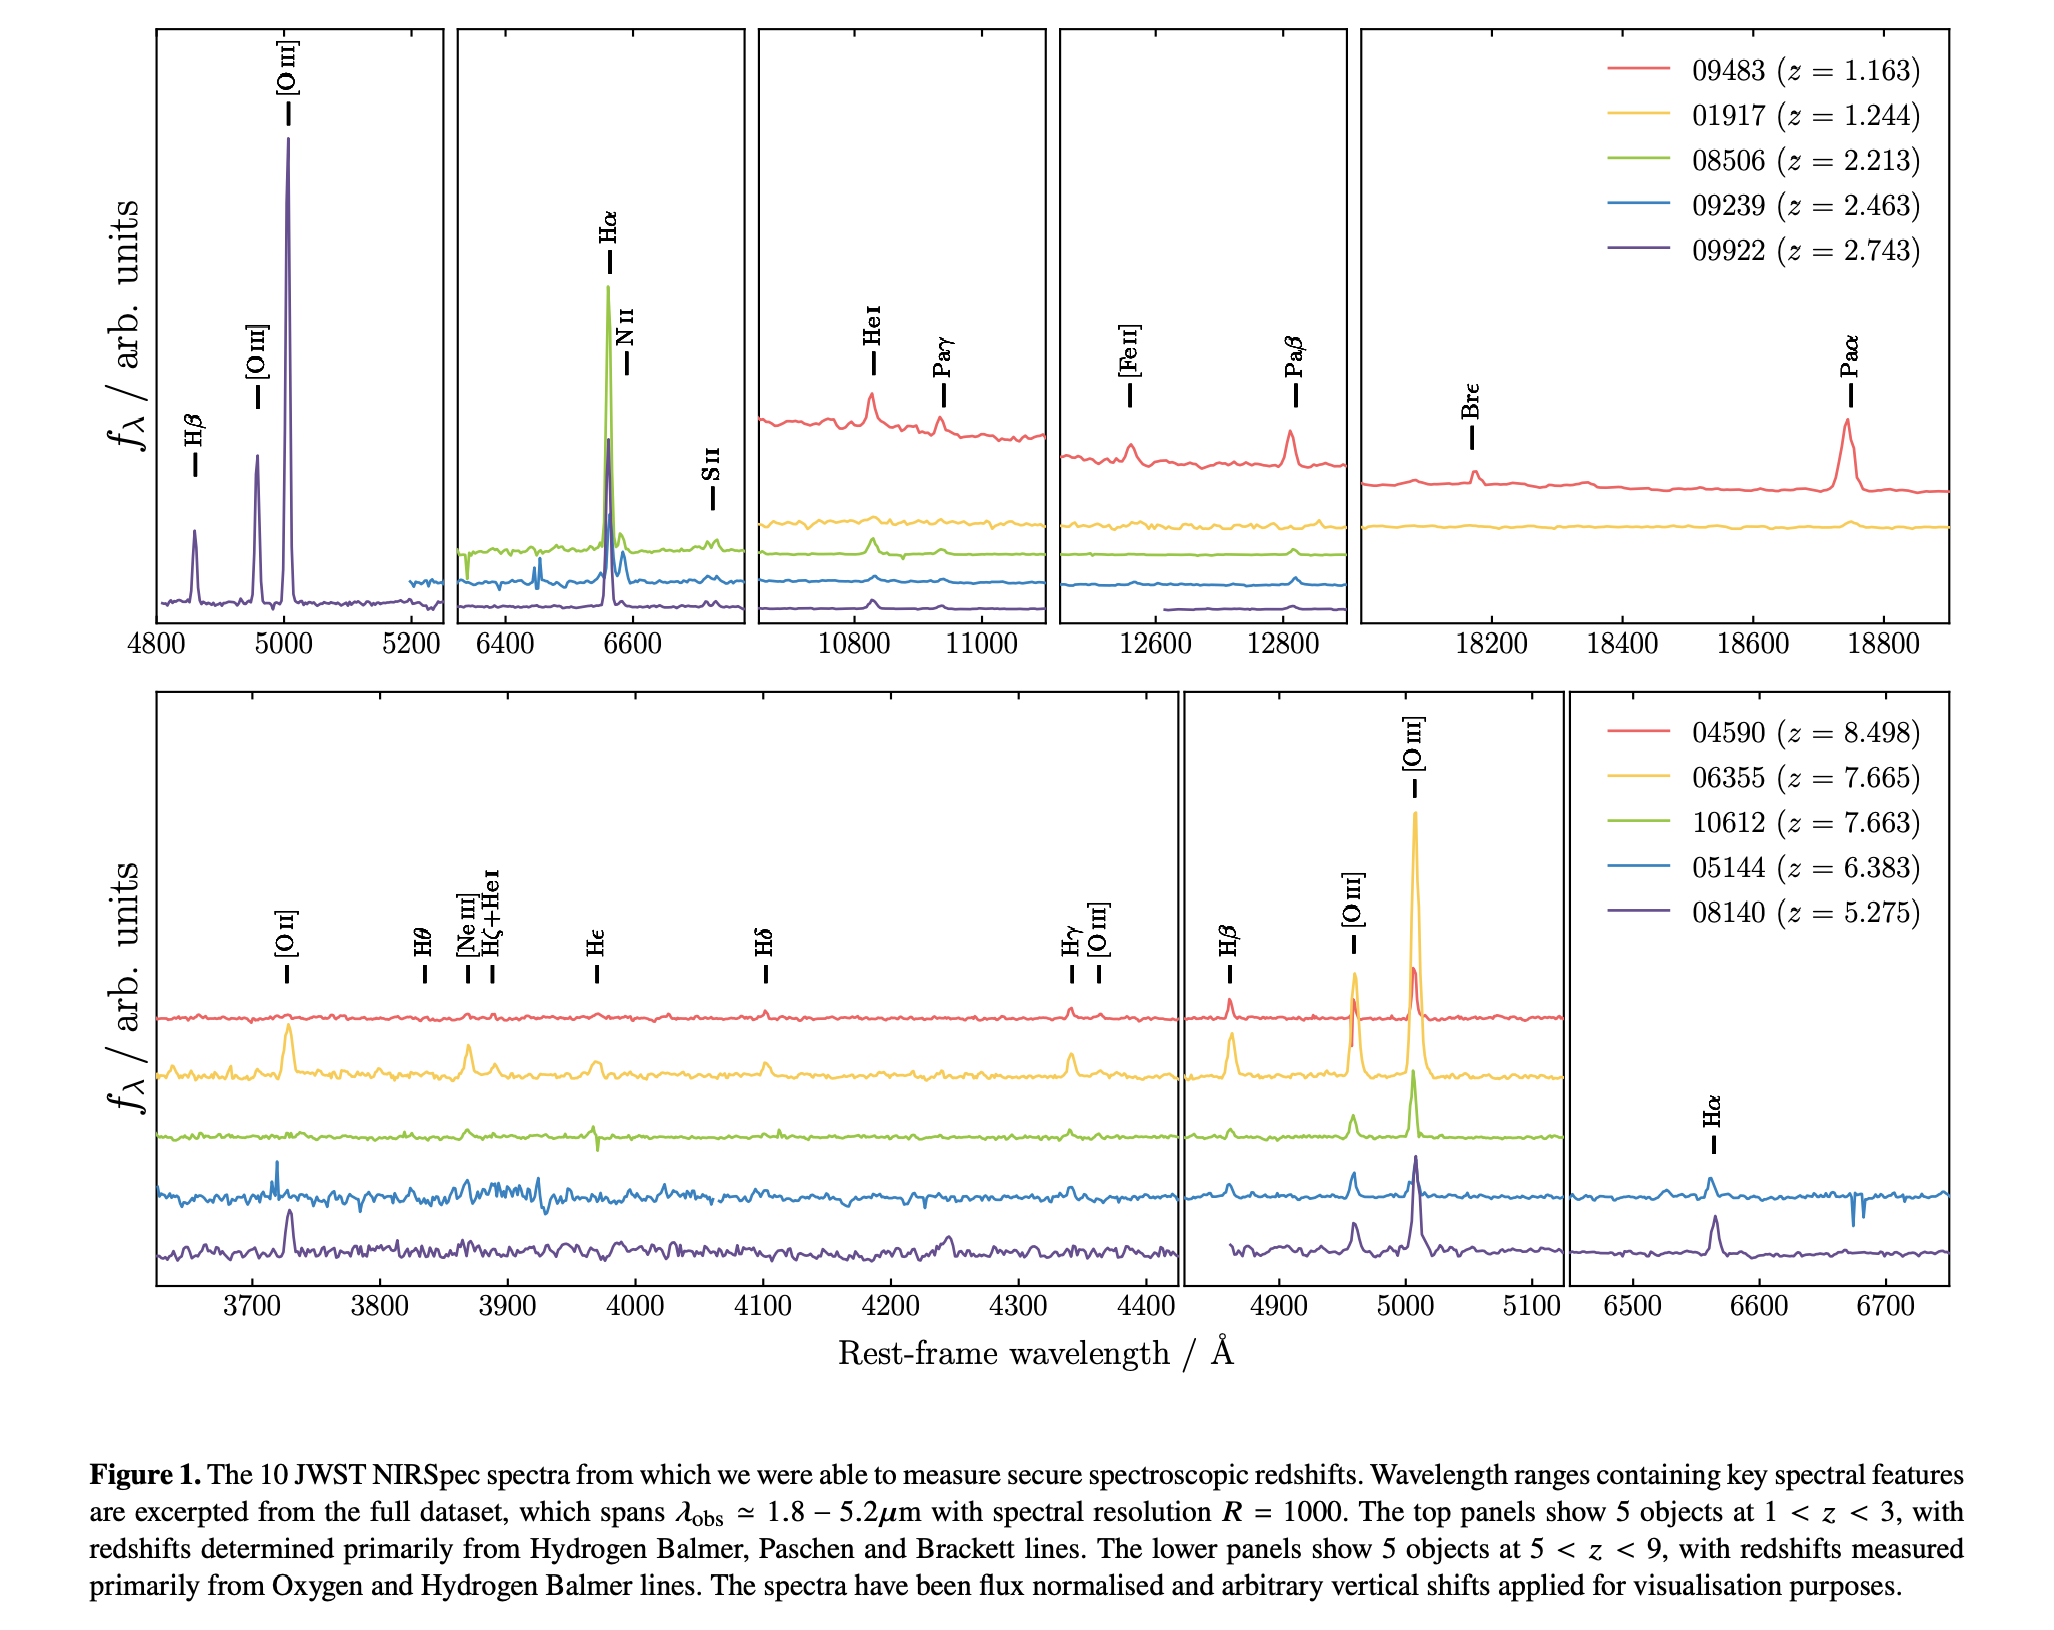 [O III]
Hβ
[O III]
Hα
N II
S II
HeI
Paγ
[FeII]
Paβ
Brϵ
Paα
09483 (z = 1.163)
01917 (z = 1.244)
08506 (z = 2.213)
09239 (z = 2.463)
09922 (z = 2.743)
fλ / arb. units
4800 5000 5200 6400 6600 10800 11000 12600 12800 18200 18400 18600 18800
[O II]
Hθ
[Ne III]
Hζ+HeI
Hϵ
Hδ
Hγ
[O III]
Hβ
[O III]
[O III]
Hα
04590 (z = 8.498)
06355 (z = 7.665)
10612 (z = 7.663)
05144 (z = 6.383)
08140 (z = 5.275)
fλ / arb. units
3700 3800 3900 4000 4100 4200 4300 4400 4900 5000 5100 6500 6600 6700
Rest-frame wavelength / Å
Figure 1. The 10 JWST NIRSpec spectra from which we were able to measure secure spectroscopic redshifts. Wavelength ranges containing key spectral features
are excerpted from the full dataset, which spans λobs ≃ 1.8 – 5.2μm with spectral resolution R = 1000. The top panels show 5 objects at 1 < z < 3, with
redshifts determined primarily from Hydrogen Balmer, Paschen and Brackett lines. The lower panels show 5 objects at 5 < z < 9, with redshifts measured
primarily from Oxygen and Hydrogen Balmer lines. The spectra have been flux normalised and arbitrary vertical shifts applied for visualisation purposes.